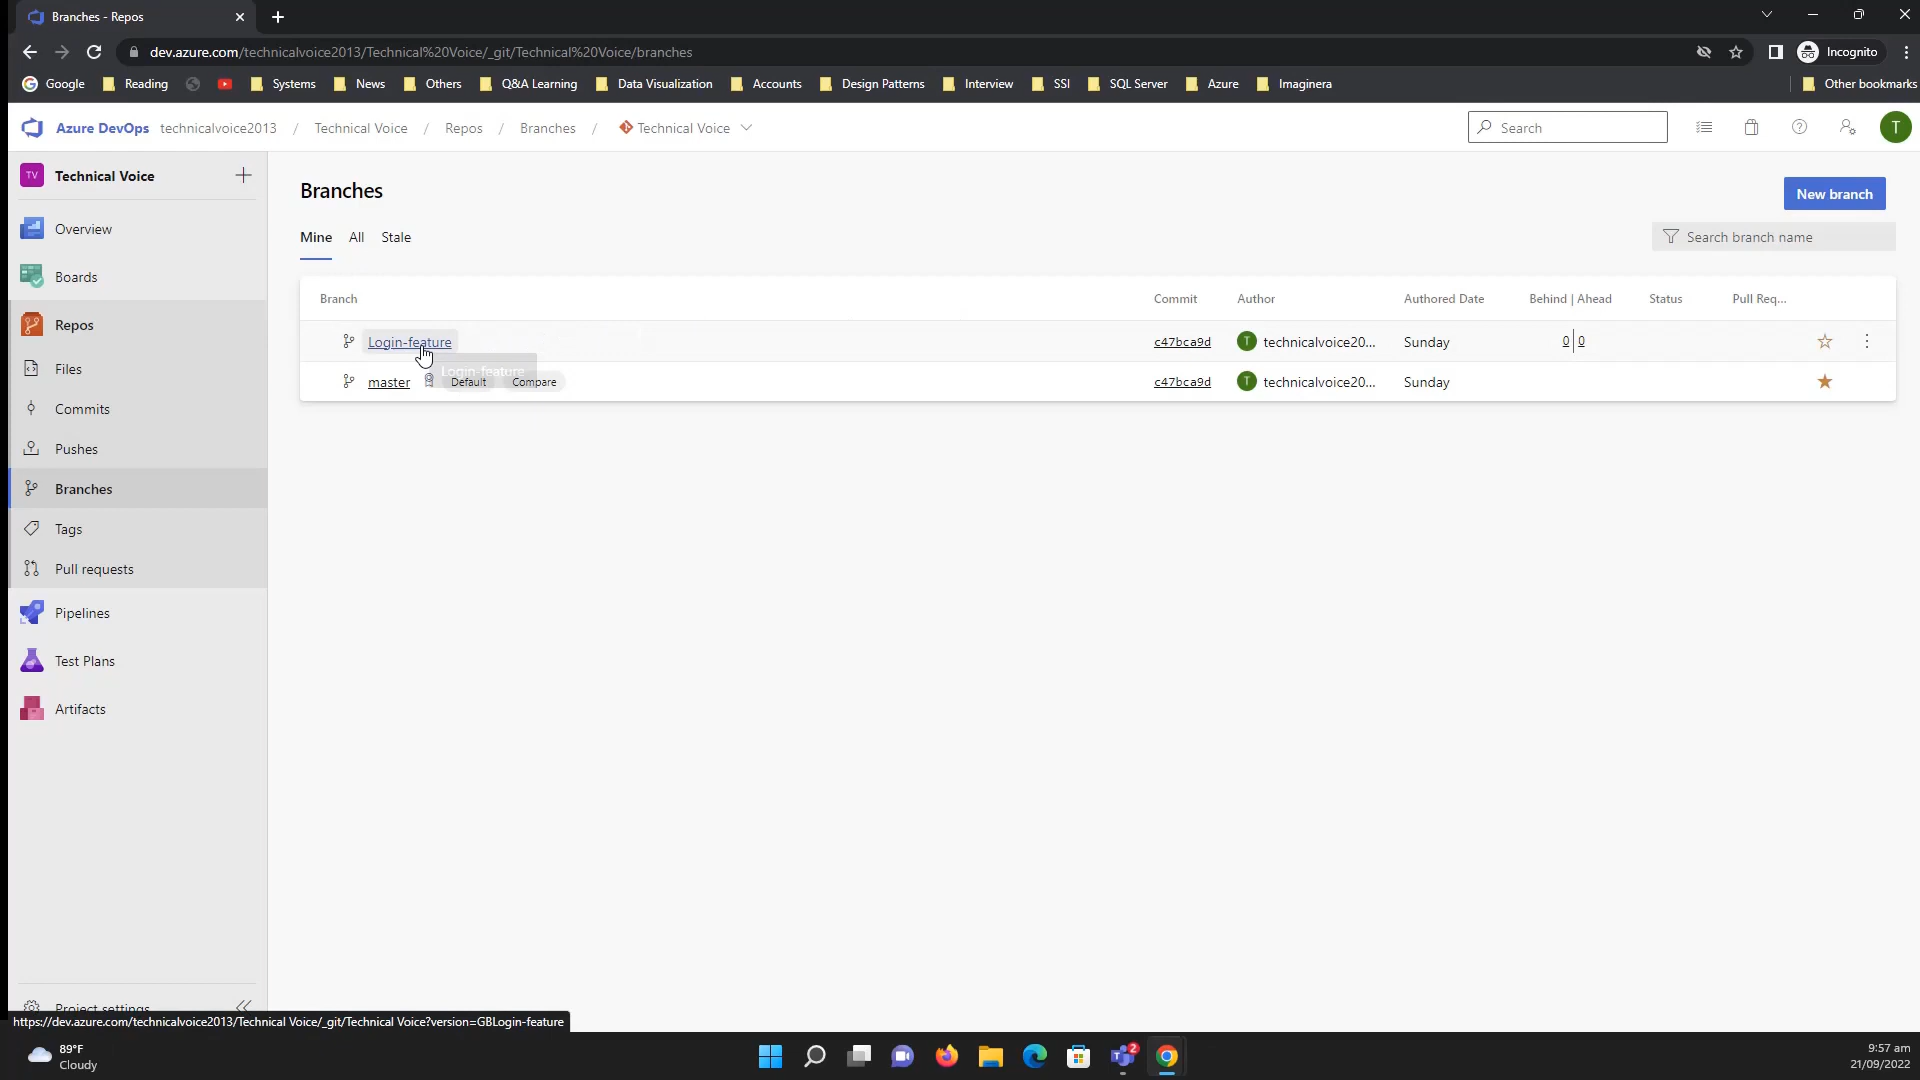 Branches - Repos
dev.azure.com/technicalvoice2013/Technical%20Voice/_git/Technical%20Voice/branches
Incognito
Google Reading Systems News Others Q&A Learning Data Visualization Accounts Design Patterns Interview SSI SQL Server Azure Imaginera Other bookmarks
Azure DevOps technicalvoice2013 / Technical Voice / Repos / Branches / Technical Voice
Search
T
TV Technical Voice
Overview
Boards
Repos
Files
Commits
Pushes
Branches
Tags
Pull requests
Pipelines
Test Plans
Artifacts
Project settings
Branches
New branch
Mine All Stale
Search branch name
Branch Commit Author Authored Date Behind | Ahead Status Pull Req...
Login-feature c47bca9d T technicalvoice20... Sunday 0 | 0
Login-feature
master Default Compare c47bca9d T technicalvoice20... Sunday
https://dev.azure.com/technicalvoice2013/Technical Voice/_git/Technical Voice?version=GBLogin-feature
89°F
Cloudy
2
9:57 am
21/09/2022